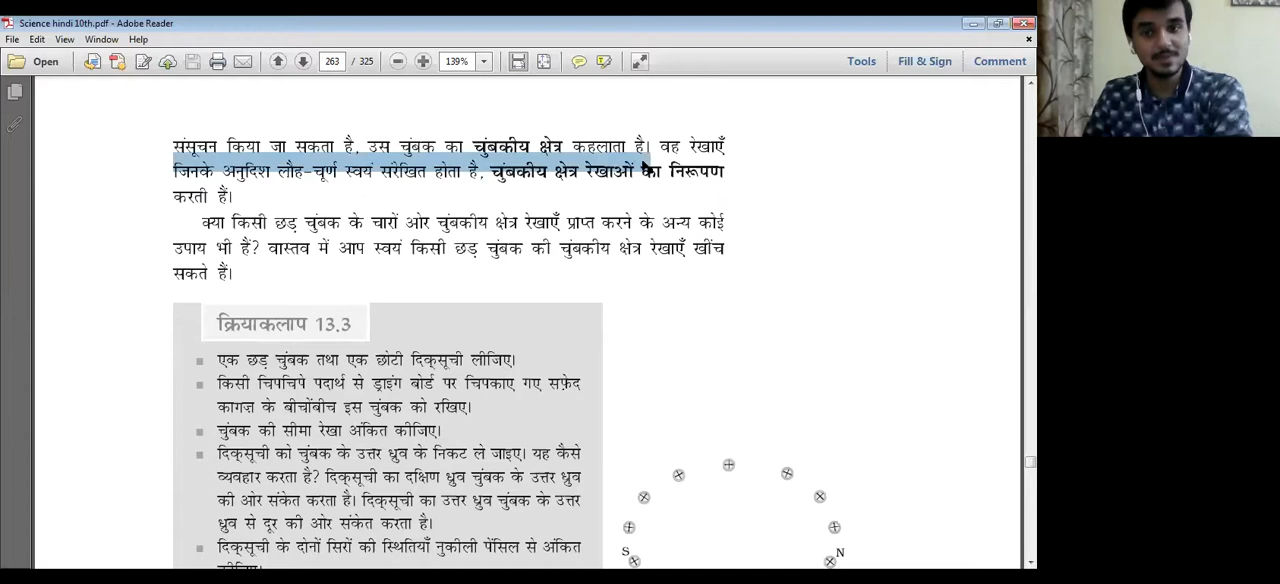 Science hindi 10th.pdf - Adobe Reader
File Edit View Window Help
Open 263 / 325 139% Tools Fill & Sign Comment
संसूचन किया जा सकता है, उस चुंबक का चुंबकीय क्षेत्र कहलाता है। वह रेखाएँ
जिनके अनुदिश लौह-चूर्ण स्वयं संरेखित होता है, चुंबकीय क्षेत्र रेखाओं का निरूपण
करती हैं।
क्या किसी छड़ चुंबक के चारों ओर चुंबकीय क्षेत्र रेखाएँ प्राप्त करने के अन्य कोई
उपाय भी हैं? वास्तव में आप स्वयं किसी छड़ चुंबक की चुंबकीय क्षेत्र रेखाएँ खींच
सकते हैं।
क्रियाकलाप 13.3
■ एक छड़ चुंबक तथा एक छोटी दिक्सूची लीजिए।
■ किसी चिपचिपे पदार्थ से ड्राइंग बोर्ड पर चिपकाए गए सफ़ेद
कागज़ के बीचोंबीच इस चुंबक को रखिए।
■ चुंबक की सीमा रेखा अंकित कीजिए।
■ दिक्सूची को चुंबक के उत्तर ध्रुव के निकट ले जाइए। यह कैसे
व्यवहार करता है? दिक्सूची का दक्षिण ध्रुव चुंबक के उत्तर ध्रुव
की ओर संकेत करता है। दिक्सूची का उत्तर ध्रुव चुंबक के उत्तर
ध्रुव से दूर की ओर संकेत करता है।
■ दिक्सूची के दोनों सिरों की स्थितियाँ नुकीली पेंसिल से अंकित
S N